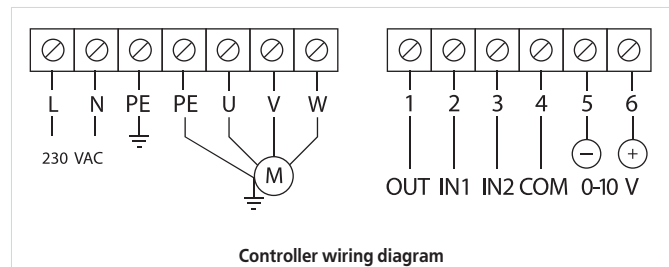 L N PE PE U V W
230 VAC
M
1 2 3 4 5 6
− +
OUT IN1 IN2 COM 0-10 V
Controller wiring diagram